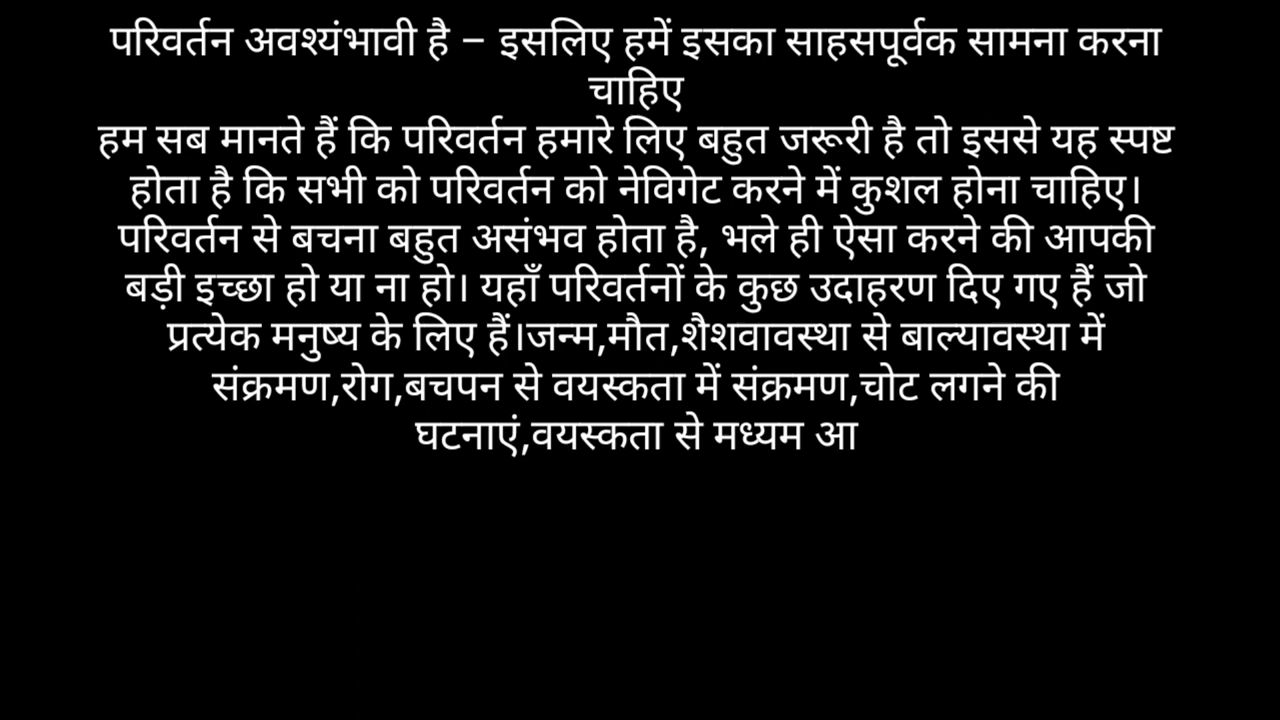 परिवर्तन अवश्यंभावी है – इसलिए हमें इसका साहसपूर्वक सामना करना
चाहिए
हम सब मानते हैं कि परिवर्तन हमारे लिए बहुत जरूरी है तो इससे यह स्पष्ट
होता है कि सभी को परिवर्तन को नेविगेट करने में कुशल होना चाहिए।
परिवर्तन से बचना बहुत असंभव होता है, भले ही ऐसा करने की आपकी
बड़ी इच्छा हो या ना हो। यहाँ परिवर्तनों के कुछ उदाहरण दिए गए हैं जो
प्रत्येक मनुष्य के लिए हैं।जन्म,मौत,शैशवावस्था से बाल्यावस्था में
संक्रमण,रोग,बचपन से वयस्कता में संक्रमण,चोट लगने की
घटनाएं,वयस्कता से मध्यम आ